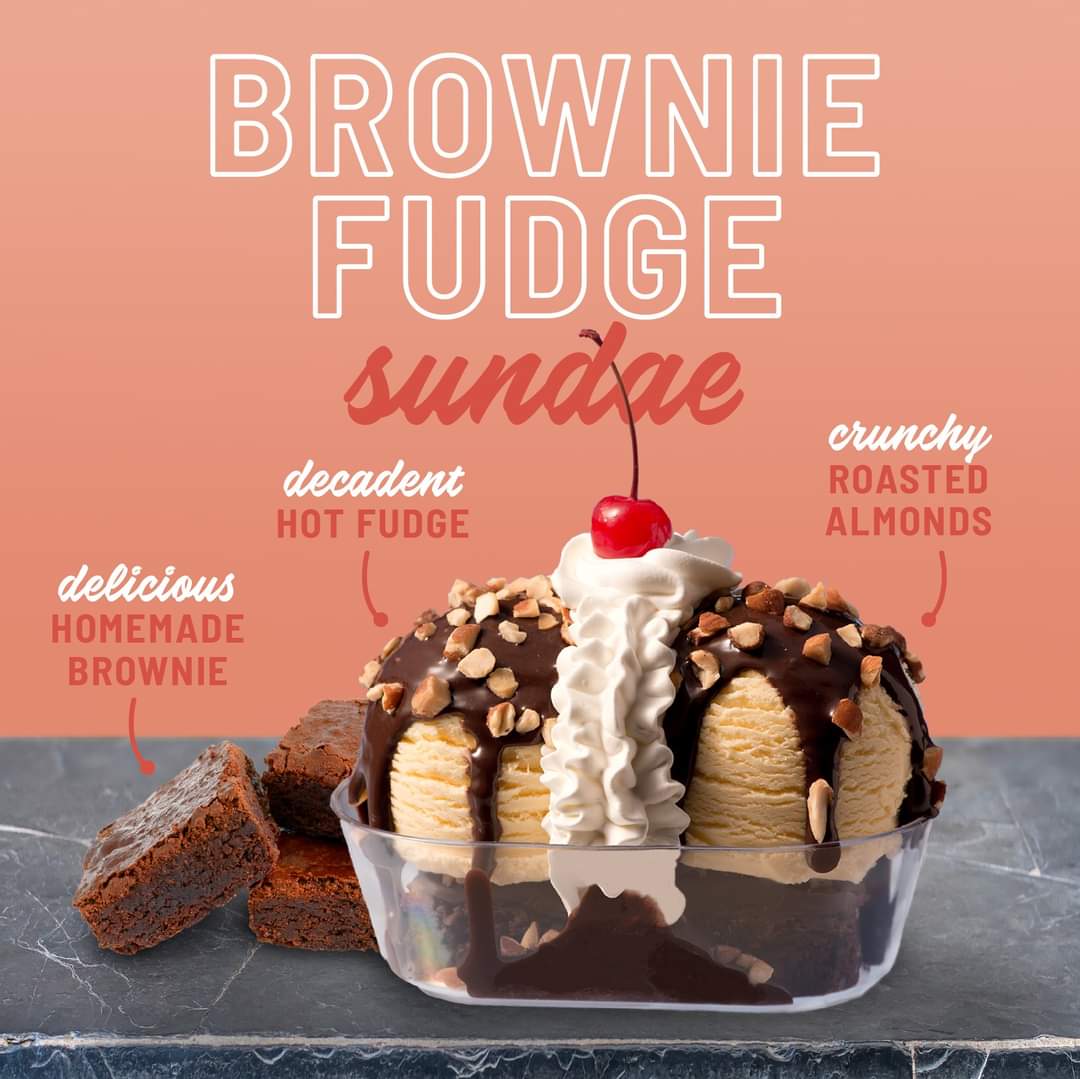 BROWNIE
FUDGE
sundae
crunchy
ROASTED
ALMONDS
decadent
HOT FUDGE
delicious
HOMEMADE
BROWNIE